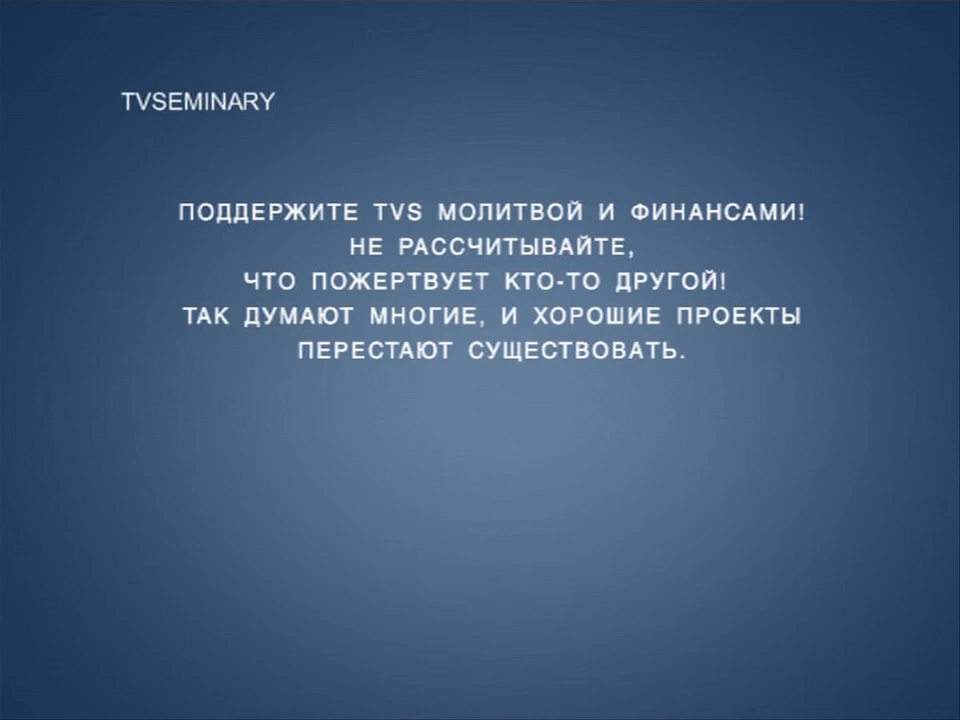 TVSEMINARY
ПОДДЕРЖИТЕ TVS МОЛИТВОЙ И ФИНАНСАМИ!
НЕ РАССЧИТЫВАЙТЕ,
ЧТО ПОЖЕРТВУЕТ КТО-ТО ДРУГОЙ!
ТАК ДУМАЮТ МНОГИЕ, И ХОРОШИЕ ПРОЕКТЫ
ПЕРЕСТАЮТ СУЩЕСТВОВАТЬ.